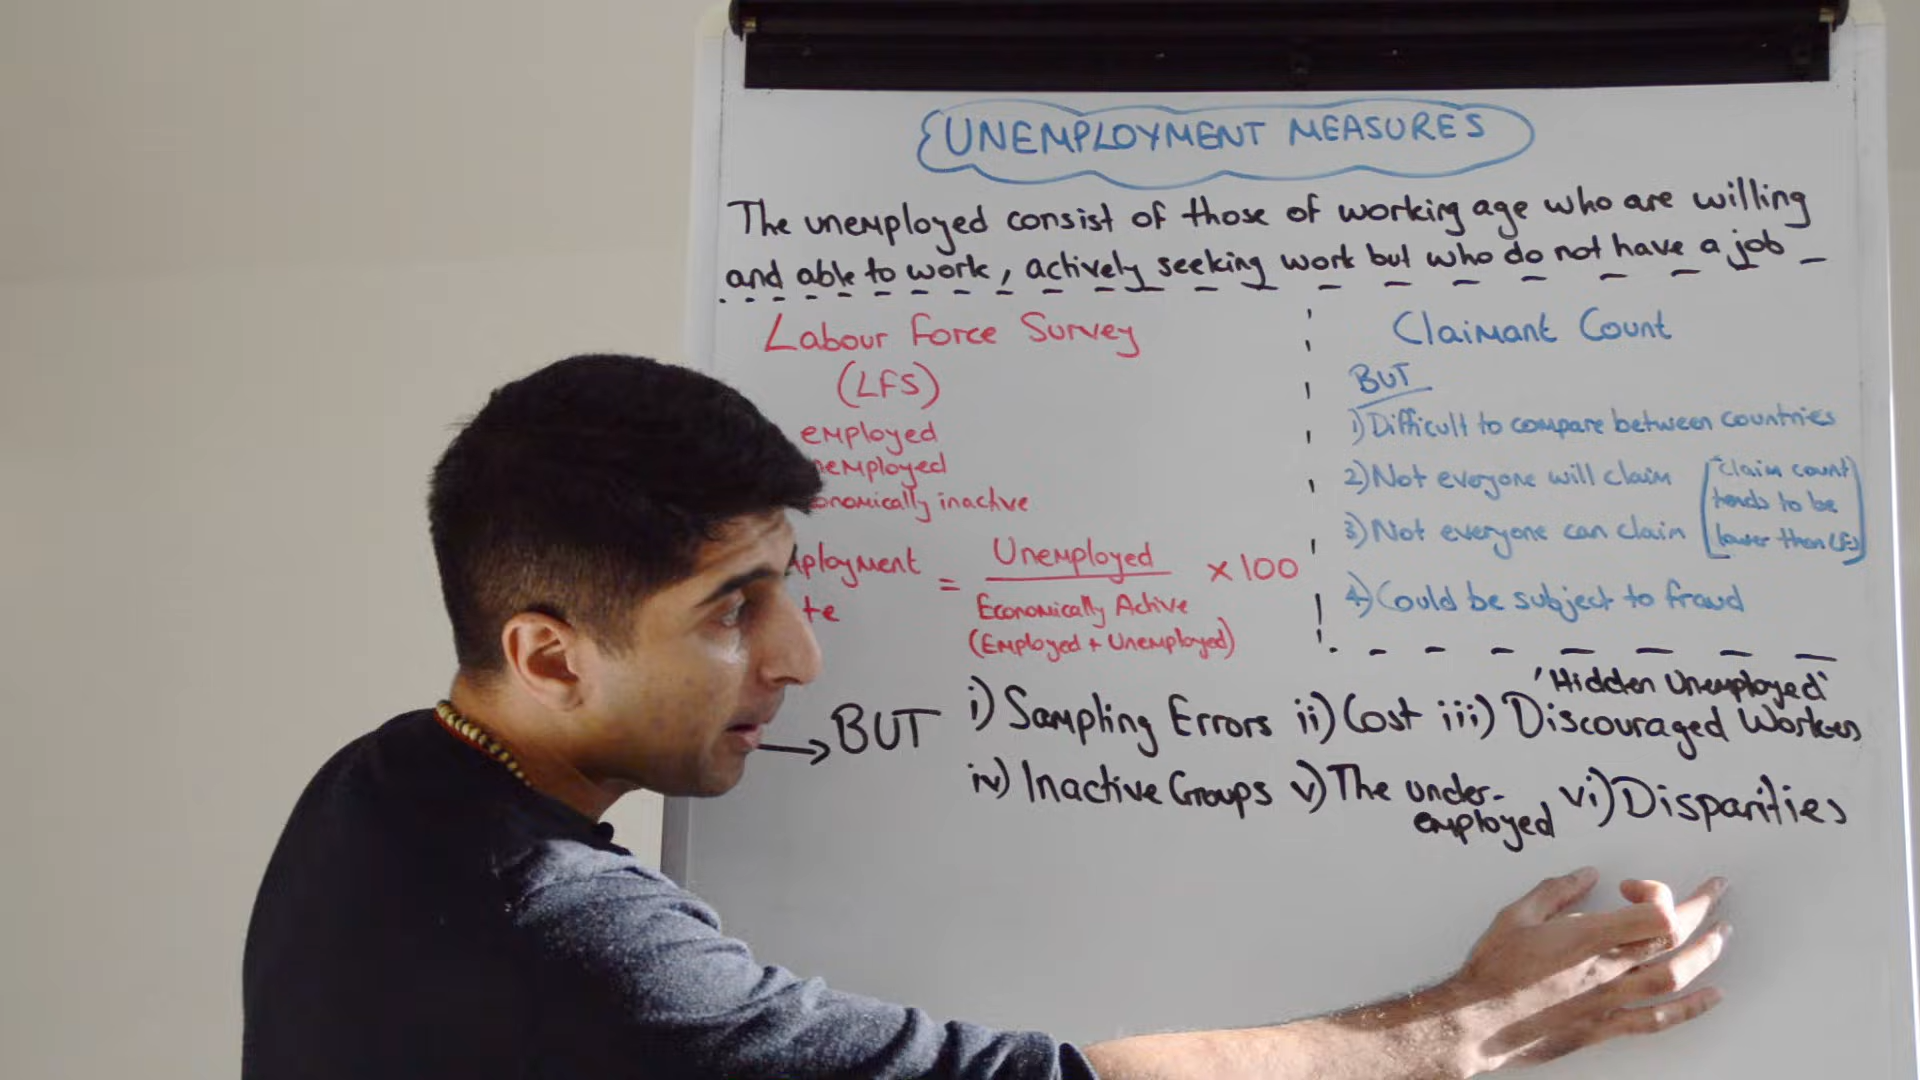 UNEMPLOYMENT MEASURES
The unemployed consist of those of working age who are willing
and able to work, actively seeking work but who do not have a job
Labour Force Survey
(LFS)
employed
nemployed
onomically inactive
ployment
te
= Unemployed x100
Economically Active
(Employed + Unemployed)
Claimant Count
BUT
1) Difficult to compare between countries
2) Not everyone will claim
3) Not everyone can claim
[claim count
tends to be
lower than LFS]
4) Could be subject to fraud
'Hidden Unemployed'
BUT i) Sampling Errors ii) Cost iii) Discouraged Workers
iv) Inactive Groups v) The under-
employed vi) Disparities